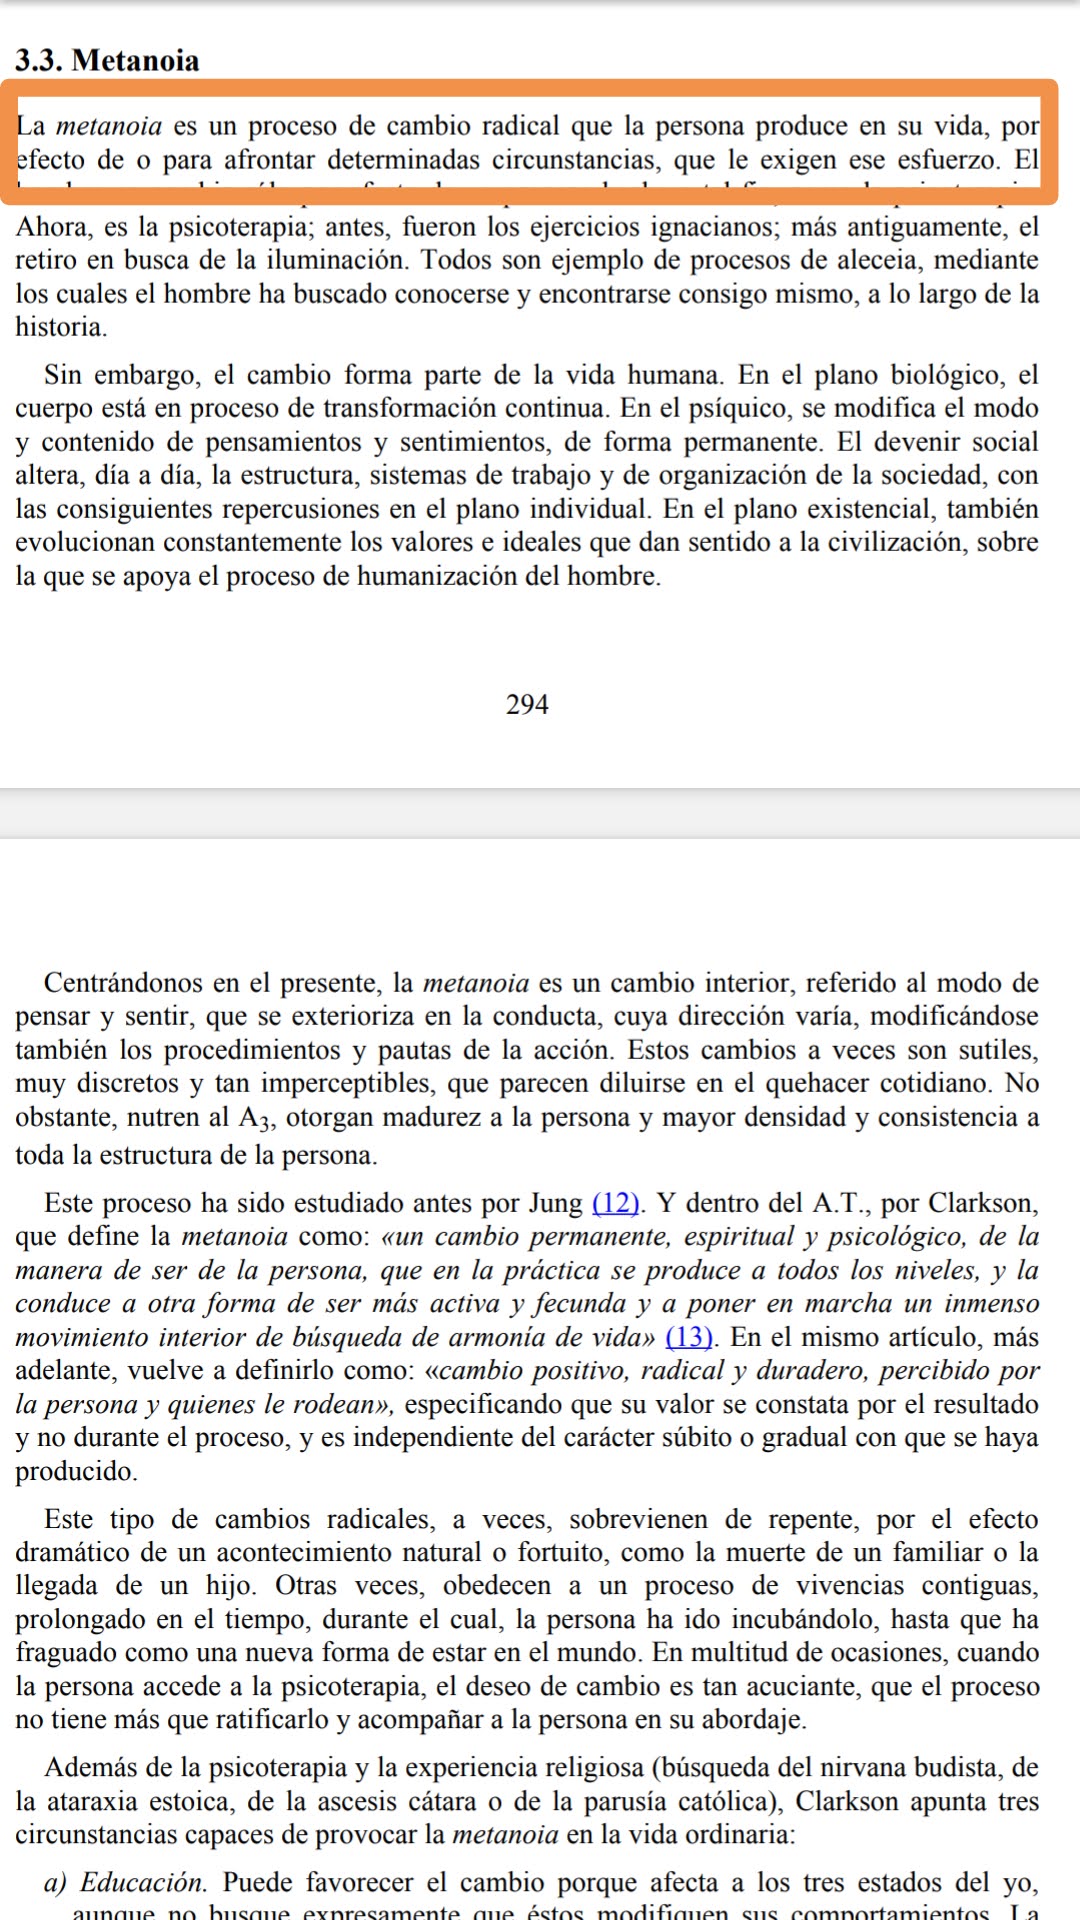 3.3. Metanoia
La metanoia es un proceso de cambio radical que la persona produce en su vida, por
efecto de o para afrontar determinadas circunstancias, que le exigen ese esfuerzo. El
Ahora, es la psicoterapia; antes, fueron los ejercicios ignacianos; más antiguamente, el
retiro en busca de la iluminación. Todos son ejemplo de procesos de aleceia, mediante
los cuales el hombre ha buscado conocerse y encontrarse consigo mismo, a lo largo de la
historia.
Sin embargo, el cambio forma parte de la vida humana. En el plano biológico, el
cuerpo está en proceso de transformación continua. En el psíquico, se modifica el modo
y contenido de pensamientos y sentimientos, de forma permanente. El devenir social
altera, día a día, la estructura, sistemas de trabajo y de organización de la sociedad, con
las consiguientes repercusiones en el plano individual. En el plano existencial, también
evolucionan constantemente los valores e ideales que dan sentido a la civilización, sobre
la que se apoya el proceso de humanización del hombre.
294
Centrándonos en el presente, la metanoia es un cambio interior, referido al modo de
pensar y sentir, que se exterioriza en la conducta, cuya dirección varía, modificándose
también los procedimientos y pautas de la acción. Estos cambios a veces son sutiles,
muy discretos y tan imperceptibles, que parecen diluirse en el quehacer cotidiano. No
obstante, nutren al A₃, otorgan madurez a la persona y mayor densidad y consistencia a
toda la estructura de la persona.
Este proceso ha sido estudiado antes por Jung (12). Y dentro del A.T., por Clarkson,
que define la metanoia como: «un cambio permanente, espiritual y psicológico, de la
manera de ser de la persona, que en la práctica se produce a todos los niveles, y la
conduce a otra forma de ser más activa y fecunda y a poner en marcha un inmenso
movimiento interior de búsqueda de armonía de vida» (13). En el mismo artículo, más
adelante, vuelve a definirlo como: «cambio positivo, radical y duradero, percibido por
la persona y quienes le rodean», especificando que su valor se constata por el resultado
y no durante el proceso, y es independiente del carácter súbito o gradual con que se haya
producido.
Este tipo de cambios radicales, a veces, sobrevienen de repente, por el efecto
dramático de un acontecimiento natural o fortuito, como la muerte de un familiar o la
llegada de un hijo. Otras veces, obedecen a un proceso de vivencias contiguas,
prolongado en el tiempo, durante el cual, la persona ha ido incubándolo, hasta que ha
fraguado como una nueva forma de estar en el mundo. En multitud de ocasiones, cuando
la persona accede a la psicoterapia, el deseo de cambio es tan acuciante, que el proceso
no tiene más que ratificarlo y acompañar a la persona en su abordaje.
Además de la psicoterapia y la experiencia religiosa (búsqueda del nirvana budista, de
la ataraxia estoica, de la ascesis cátara o de la parusía católica), Clarkson apunta tres
circunstancias capaces de provocar la metanoia en la vida ordinaria:
a) Educación. Puede favorecer el cambio porque afecta a los tres estados del yo,
aunque no busque expresamente que éstos modifiquen sus comportamientos. La